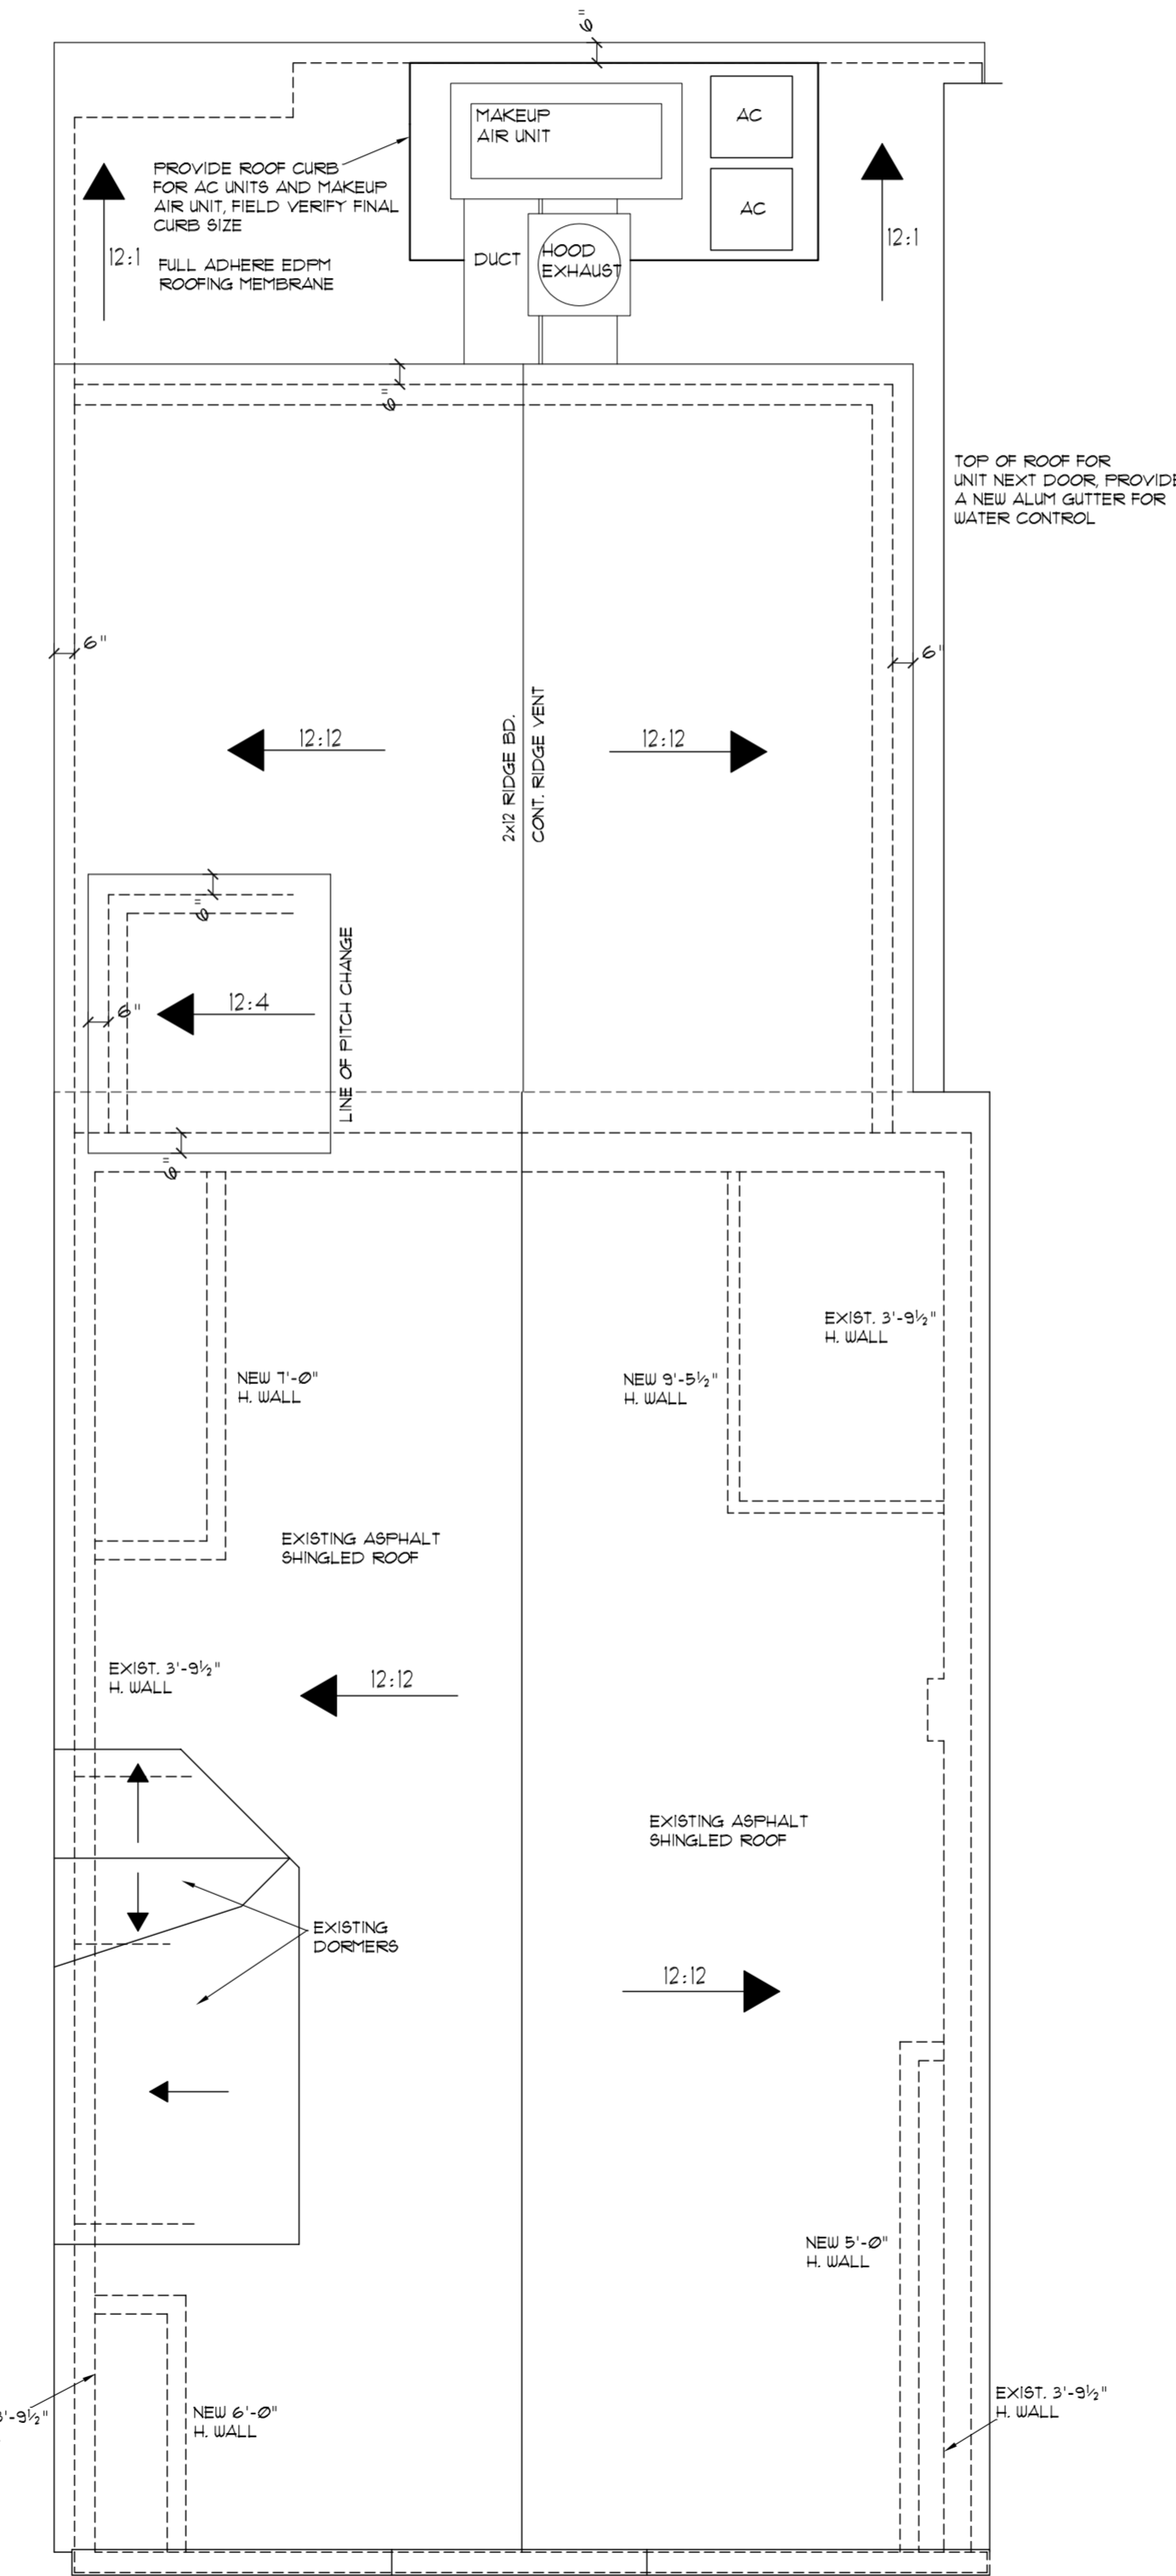 6"
MAKEUP
AIR UNIT
AC
PROVIDE ROOF CURB
FOR AC UNITS AND MAKEUP
AIR UNIT, FIELD VERIFY FINAL
CURB SIZE
AC
12:1
12:1
FULL ADHERE EDPM
ROOFING MEMBRANE
DUCT
HOOD
EXHAUST
6"
TOP OF ROOF FOR
UNIT NEXT DOOR, PROVIDE
A NEW ALUM GUTTER FOR
WATER CONTROL
6"
6"
12:12
2x12 RIDGE BD.
CONT. RIDGE VENT
12:12
6"
6"
12:4
LINE OF PITCH CHANGE
6"
EXIST. 3'-9½"
H. WALL
NEW 7'-0"
H. WALL
NEW 9'-5½"
H. WALL
EXISTING ASPHALT
SHINGLED ROOF
EXIST. 3'-9½"
H. WALL
12:12
EXISTING ASPHALT
SHINGLED ROOF
EXISTING
DORMERS
12:12
NEW 5'-0"
H. WALL
EXIST. 3'-9½"
H. WALL
3'-9½"
NEW 6'-0"
H. WALL